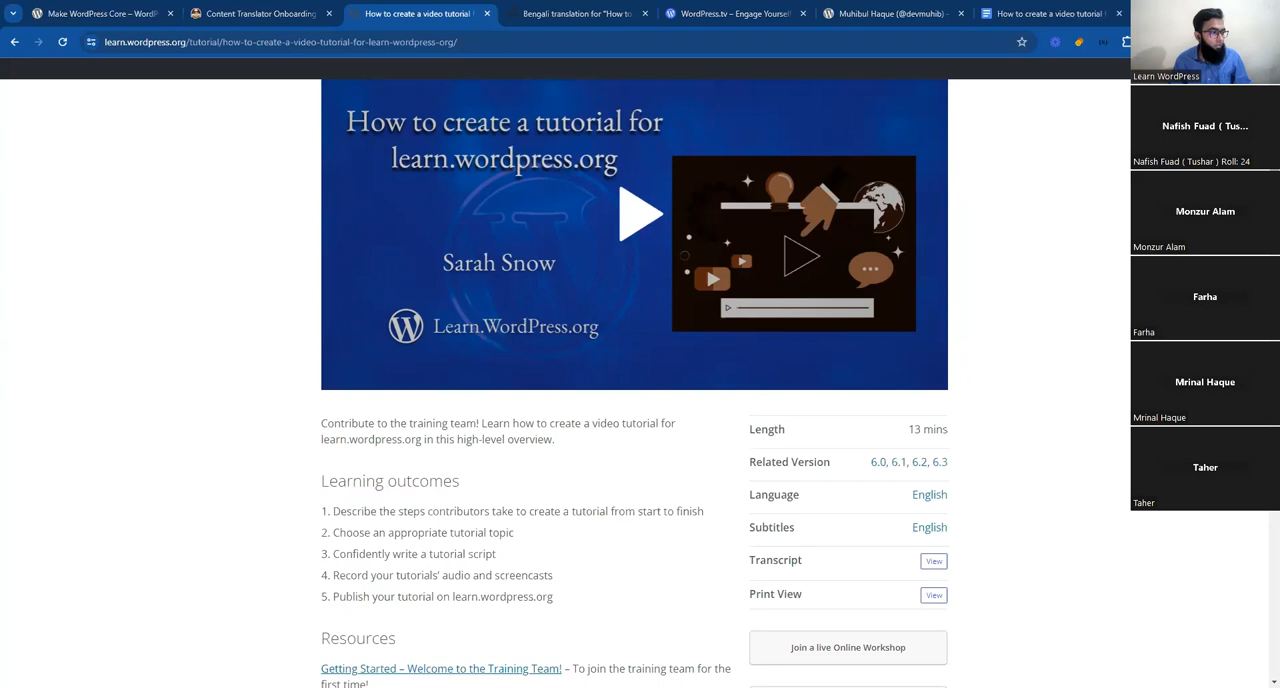 Make WordPress Core – WordP
Content Translator Onboarding
How to create a video tutorial
Bengali translation for "How to
WordPress.tv – Engage Yourself
Muhibul Haque (@devmuhib) –
How to create a video tutorial
learn.wordpress.org/tutorial/how-to-create-a-video-tutorial-for-learn-wordpress-org/
How to create a tutorial for
learn.wordpress.org
Sarah Snow
Learn.WordPress.org
Contribute to the training team! Learn how to create a video tutorial for
learn.wordpress.org in this high-level overview.
Learning outcomes
1. Describe the steps contributors take to create a tutorial from start to finish
2. Choose an appropriate tutorial topic
3. Confidently write a tutorial script
4. Record your tutorials’ audio and screencasts
5. Publish your tutorial on learn.wordpress.org
Resources
Getting Started – Welcome to the Training Team! – To join the training team for the
first time!
Length 13 mins
Related Version 6.0, 6.1, 6.2, 6.3
Language English
Subtitles English
Transcript View
Print View View
Join a live Online Workshop
Learn WordPress
Nafish Fuad ( Tus...
Nafish Fuad ( Tushar ) Roll: 24
Monzur Alam
Monzur Alam
Farha
Farha
Mrinal Haque
Mrinal Haque
Taher
Taher